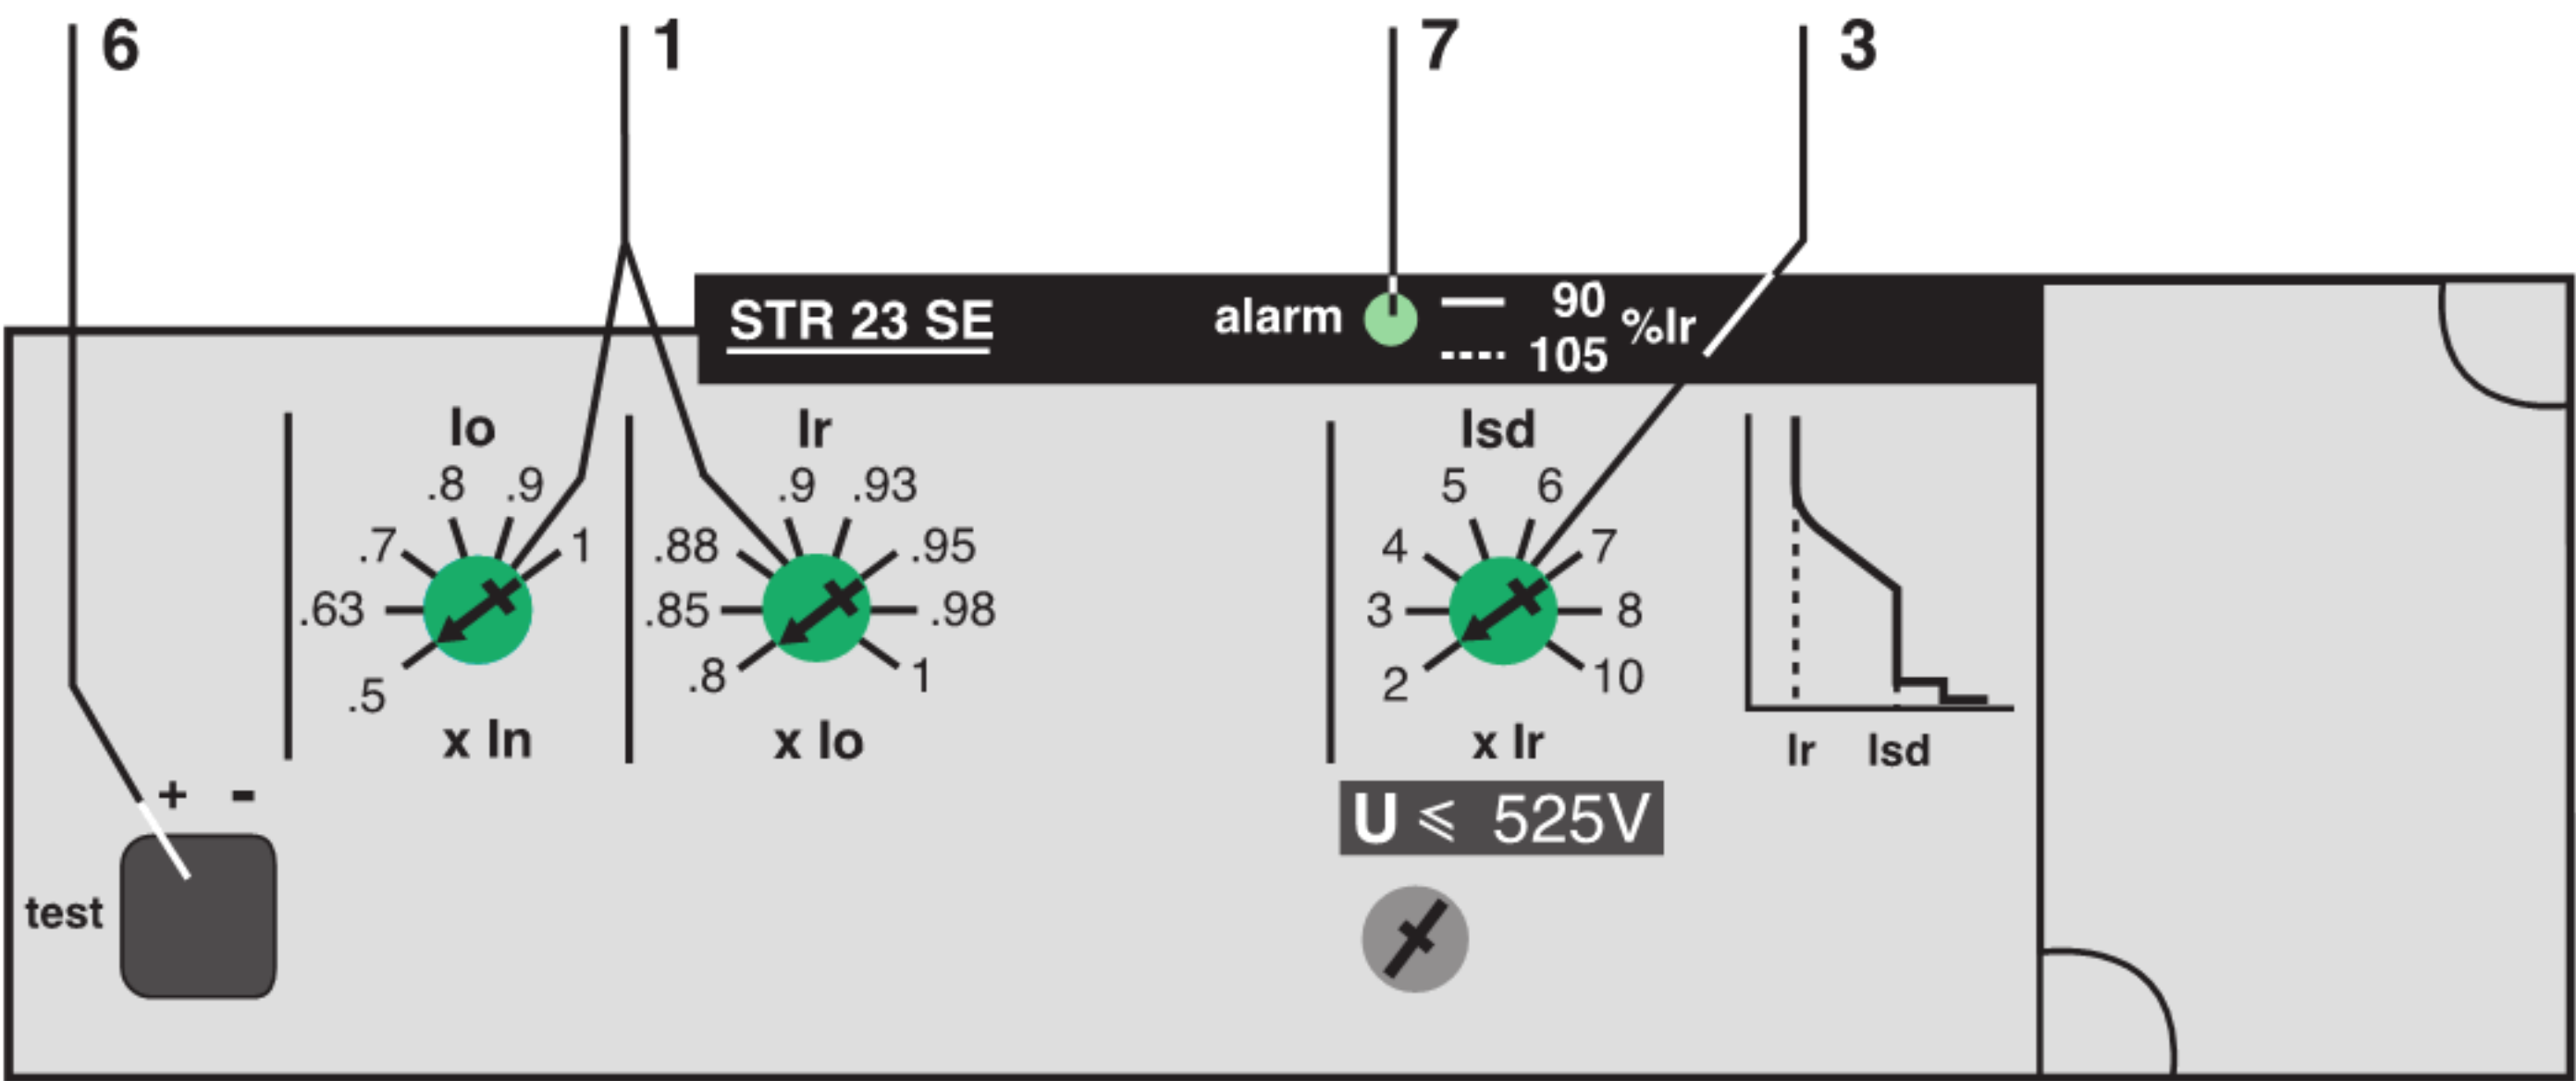 6 1 7 3
STR 23 SE alarm 90 %Ir
105
Io Ir Isd
.8 .9 .9 .93 5 6
.7 1 .88 .95 4 7
.63 .85 .98 3 8
.5 .8 1 2 10
x In x Io x Ir Ir Isd
+ - U ⩽ 525V
test